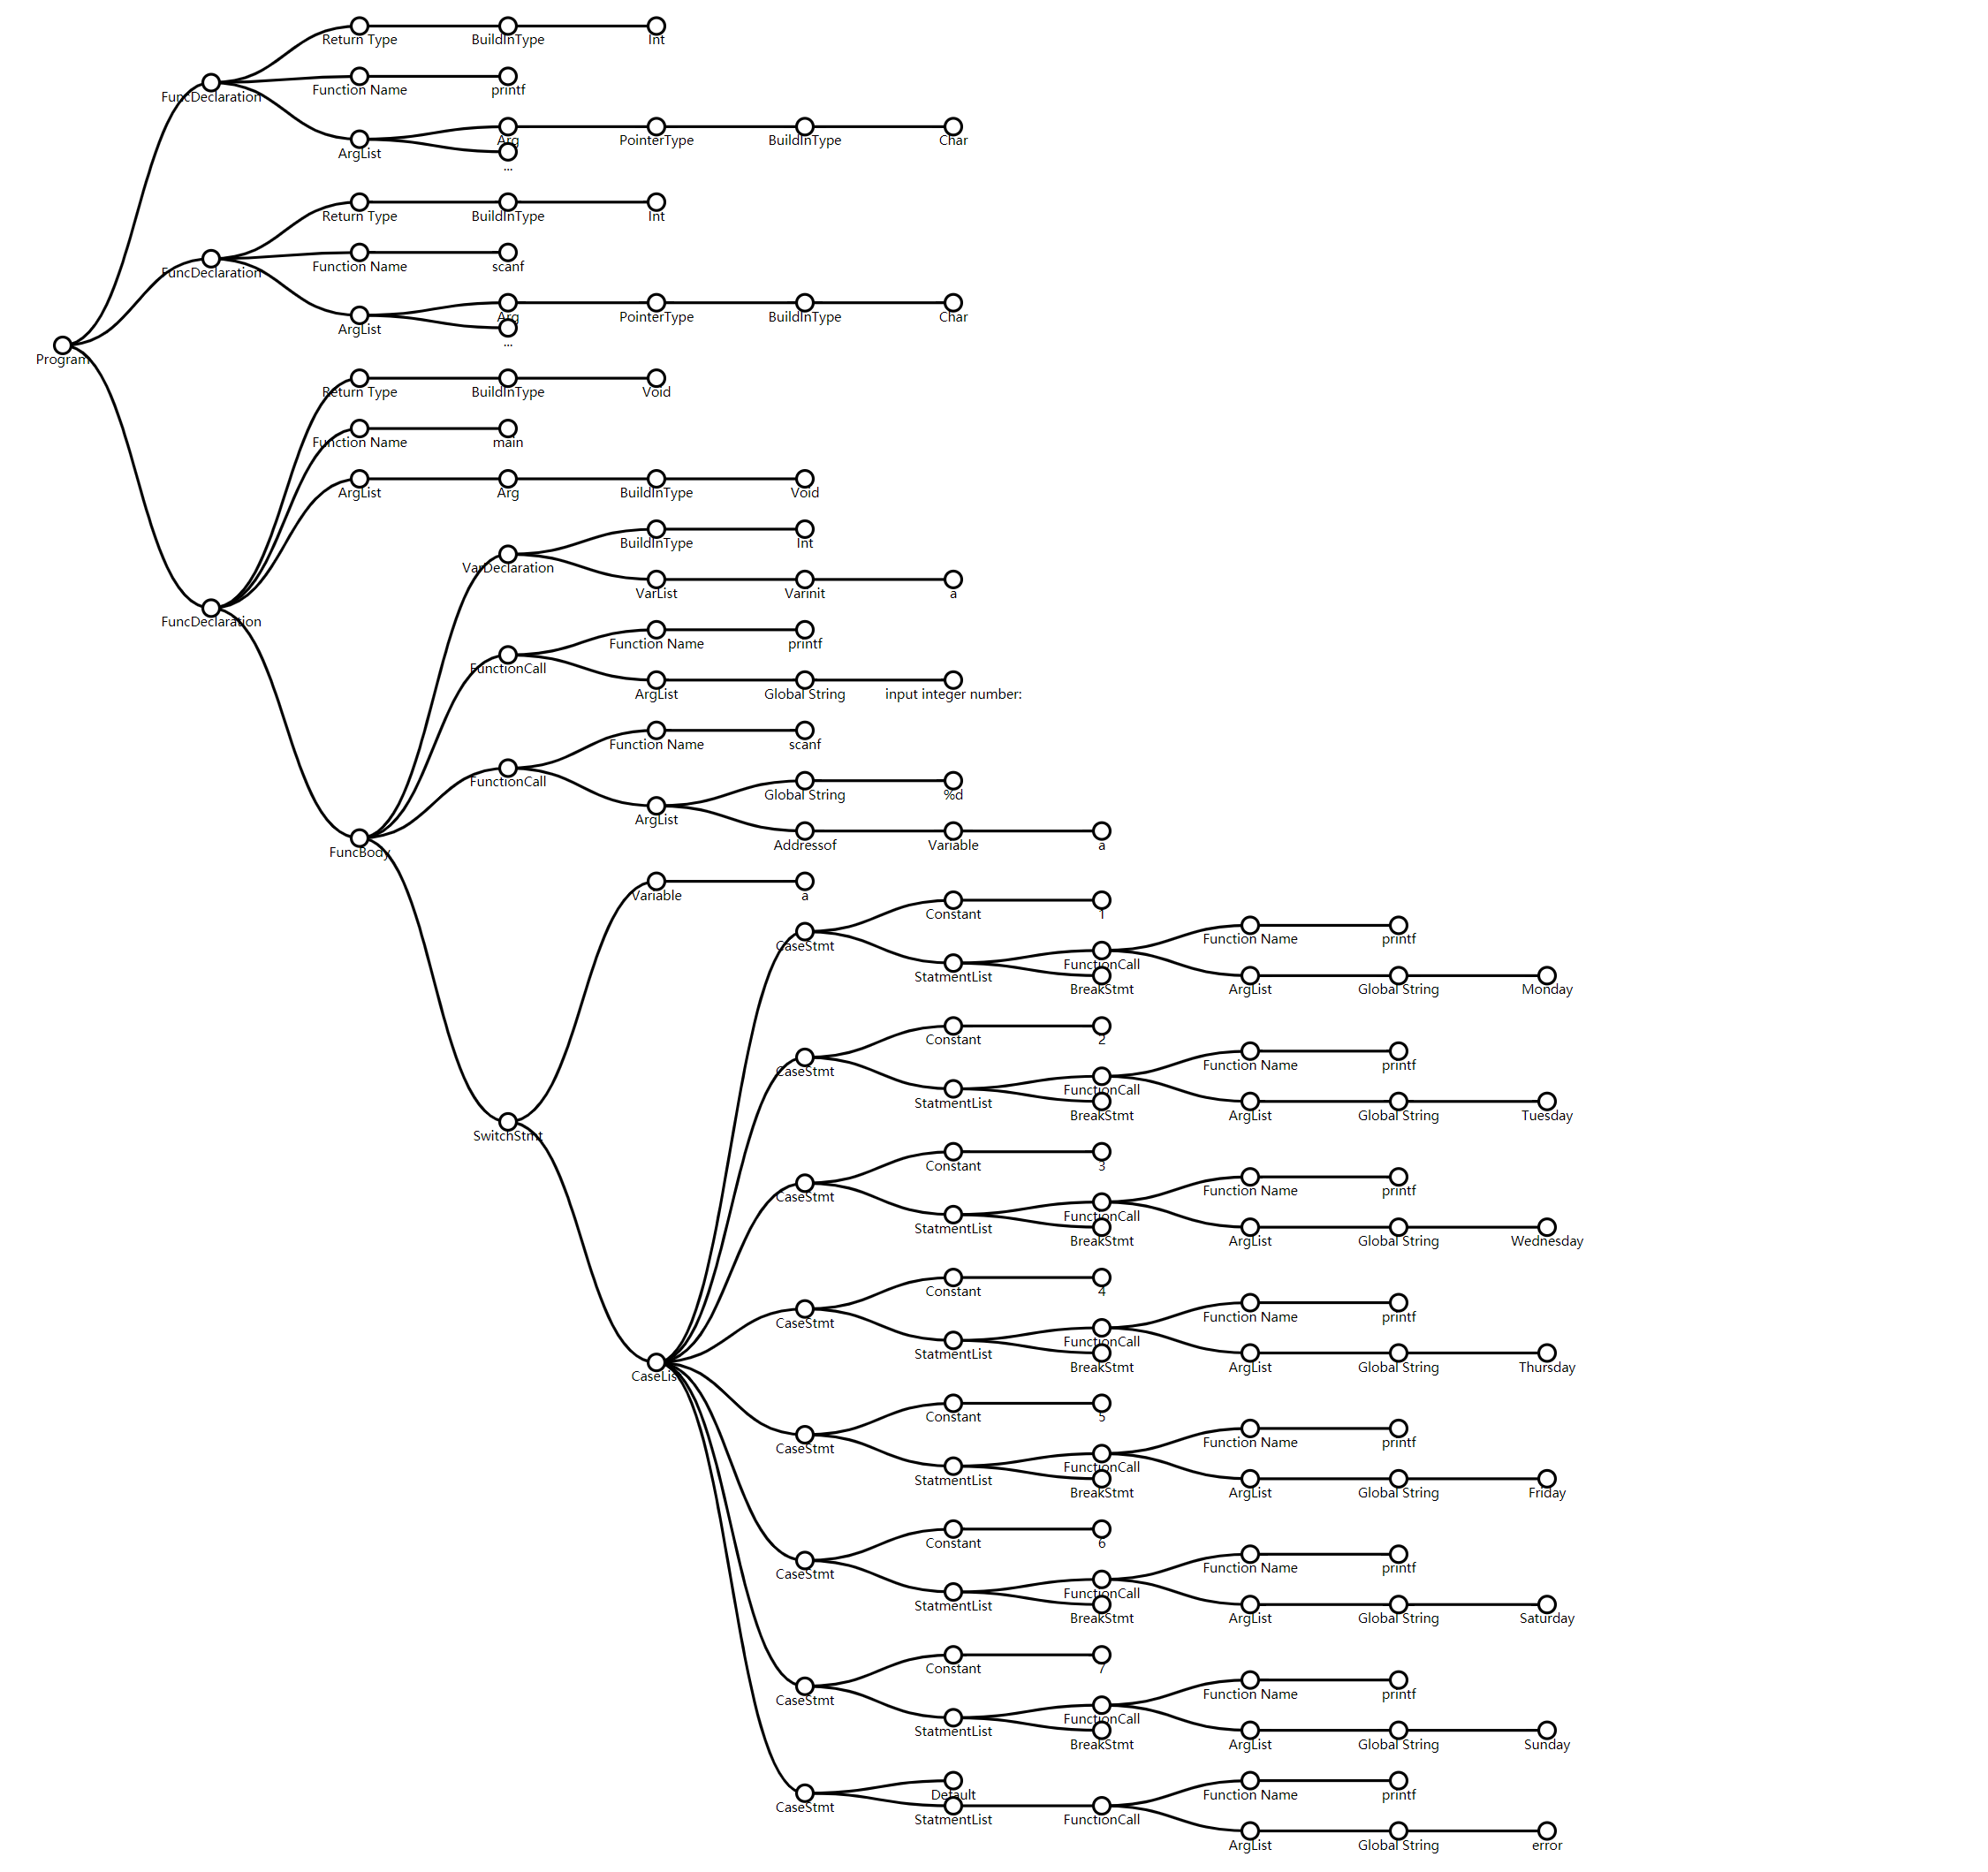 Return Type
BuildInType
Int
FuncDeclaration
Function Name
printf
ArgList
Arg
PointerType
BuildInType
Char
...
Return Type
BuildInType
Int
FuncDeclaration
Function Name
scanf
ArgList
Arg
PointerType
BuildInType
Char
...
Program
Return Type
BuildInType
Void
Function Name
main
ArgList
Arg
BuildInType
Void
FuncDeclaration
VarDeclaration
BuildInType
Int
VarList
Varinit
a
FunctionCall
Function Name
printf
ArgList
Global String
input integer number:
FunctionCall
Function Name
scanf
ArgList
Global String
%d
Addressof
Variable
a
FuncBody
Variable
a
SwitchStmt
CaseList
CaseStmt
Constant
1
StatmentList
FunctionCall
Function Name
printf
BreakStmt
ArgList
Global String
Monday
CaseStmt
Constant
2
StatmentList
FunctionCall
Function Name
printf
BreakStmt
ArgList
Global String
Tuesday
CaseStmt
Constant
3
StatmentList
FunctionCall
Function Name
printf
BreakStmt
ArgList
Global String
Wednesday
CaseStmt
Constant
4
StatmentList
FunctionCall
Function Name
printf
BreakStmt
ArgList
Global String
Thursday
CaseStmt
Constant
5
StatmentList
FunctionCall
Function Name
printf
BreakStmt
ArgList
Global String
Friday
CaseStmt
Constant
6
StatmentList
FunctionCall
Function Name
printf
BreakStmt
ArgList
Global String
Saturday
CaseStmt
Constant
7
StatmentList
FunctionCall
Function Name
printf
BreakStmt
ArgList
Global String
Sunday
CaseStmt
Default
StatmentList
FunctionCall
Function Name
printf
ArgList
Global String
error